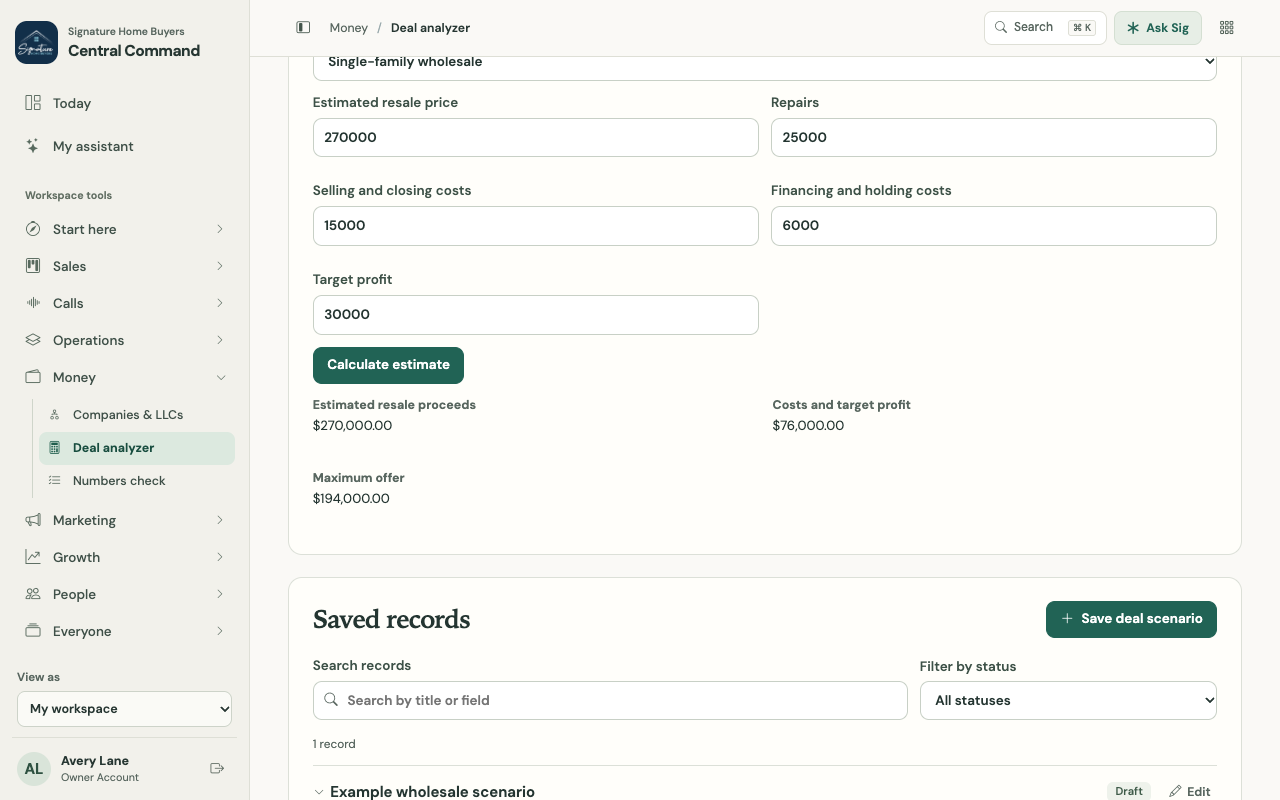 Signature Home Buyers
Central Command
Signature
Today
My assistant
Workspace tools
Start here
Sales
Calls
Operations
Money
Companies & LLCs
Deal analyzer
Numbers check
Marketing
Growth
People
Everyone
View as
My workspace
AL
Avery Lane
Owner Account
Money / Deal analyzer
Search ⌘ K
Ask Sig
Single-family wholesale
Estimated resale price
Repairs
270000
25000
Selling and closing costs
Financing and holding costs
15000
6000
Target profit
30000
Calculate estimate
Estimated resale proceeds
Costs and target profit
$270,000.00
$76,000.00
Maximum offer
$194,000.00
Saved records
Save deal scenario
Search records
Filter by status
Search by title or field
All statuses
1 record
Example wholesale scenario
Draft
Edit